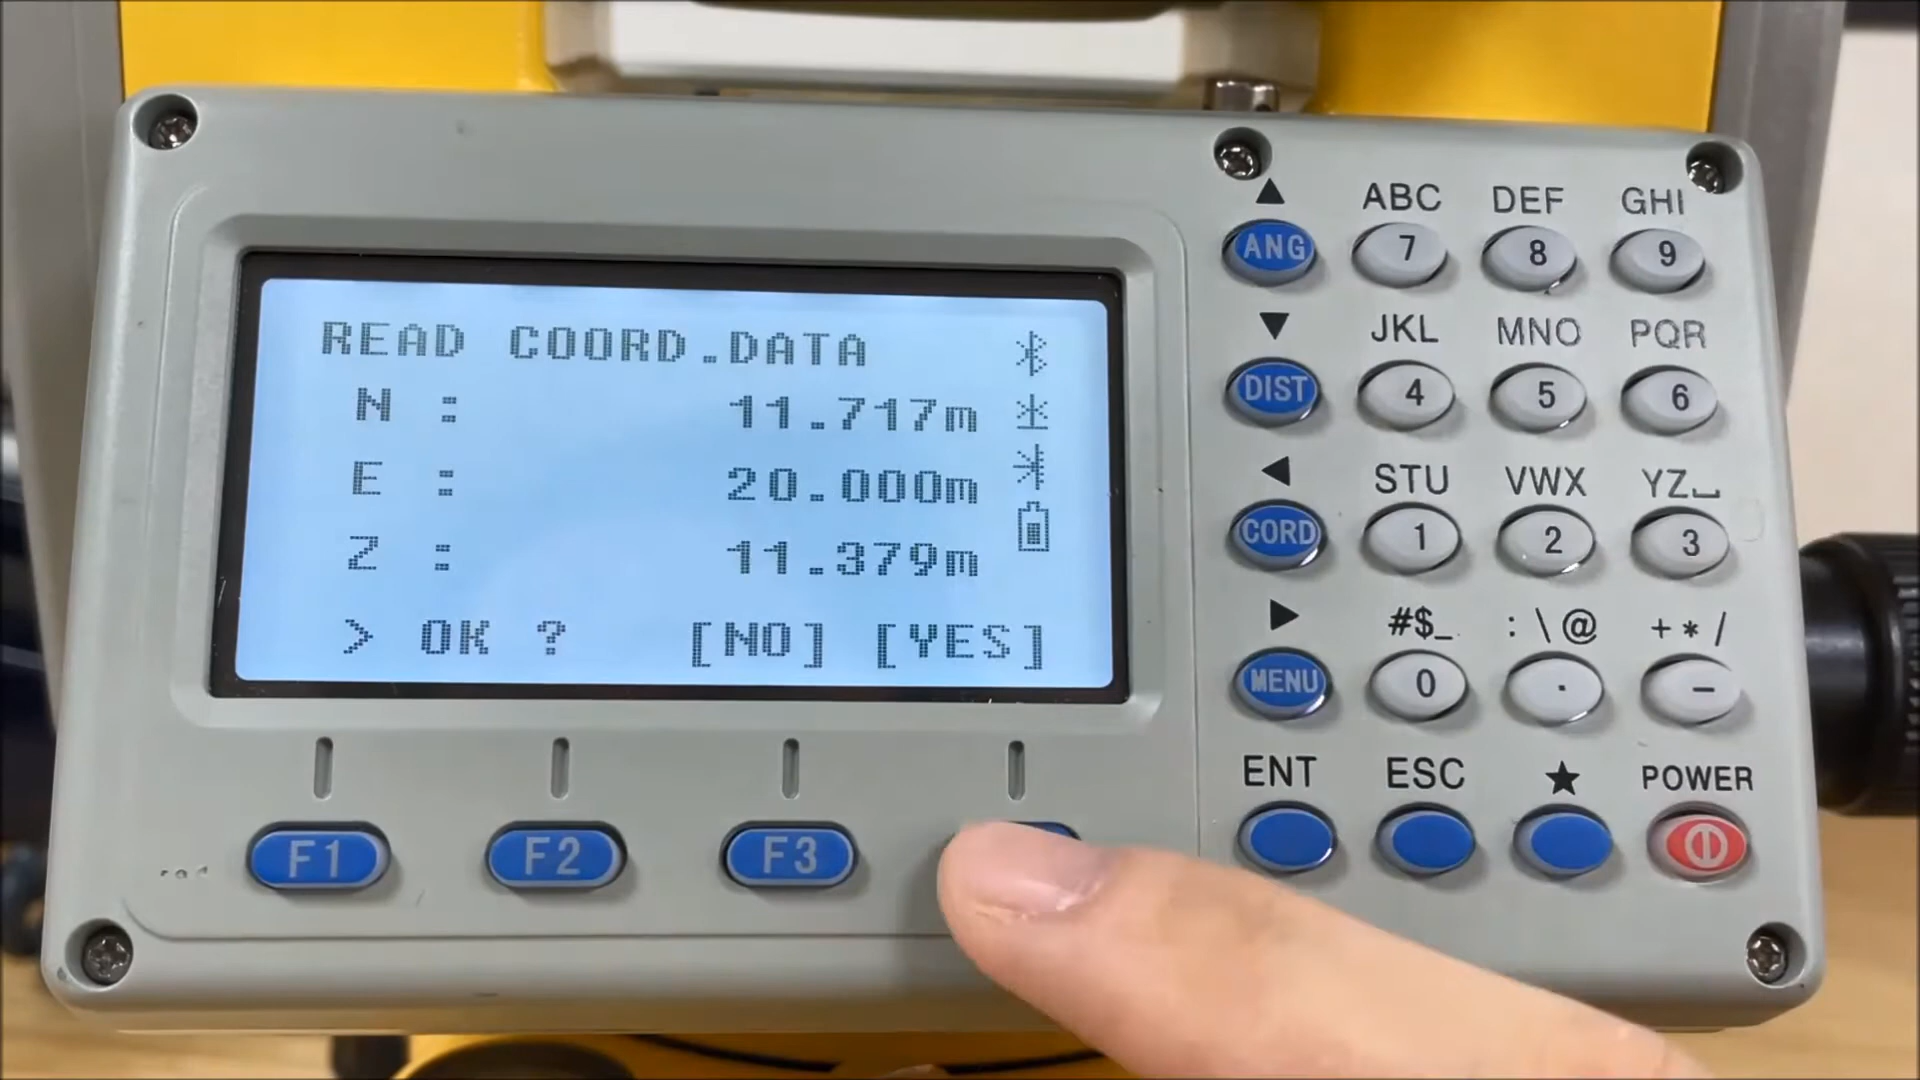 READ COORD.DATA
N : 11.717m
E : 20.000m
Z : 11.379m
> OK ? [NO] [YES]
F1 F2 F3
▲ ABC DEF GHI
ANG 7 8 9
▼ JKL MNO PQR
DIST 4 5 6
◀ STU VWX YZ⎵
CORD 1 2 3
▶ #$_ :\@ +*/
MENU 0 . -
ENT ESC ★ POWER